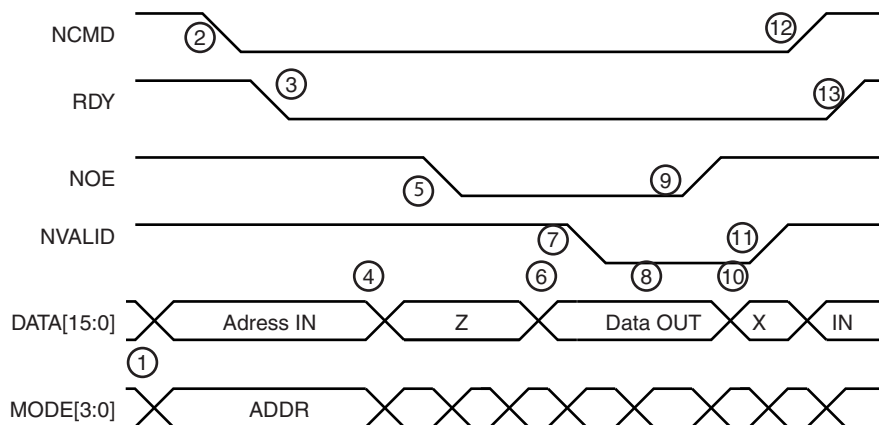 NCMD ② ⑫
RDY ③ ⑬
NOE ⑤ ⑨
NVALID ⑦ ⑪
④ ⑥ ⑧ ⑩
DATA[15:0] Adress IN Z Data OUT X IN
①
MODE[3:0] ADDR